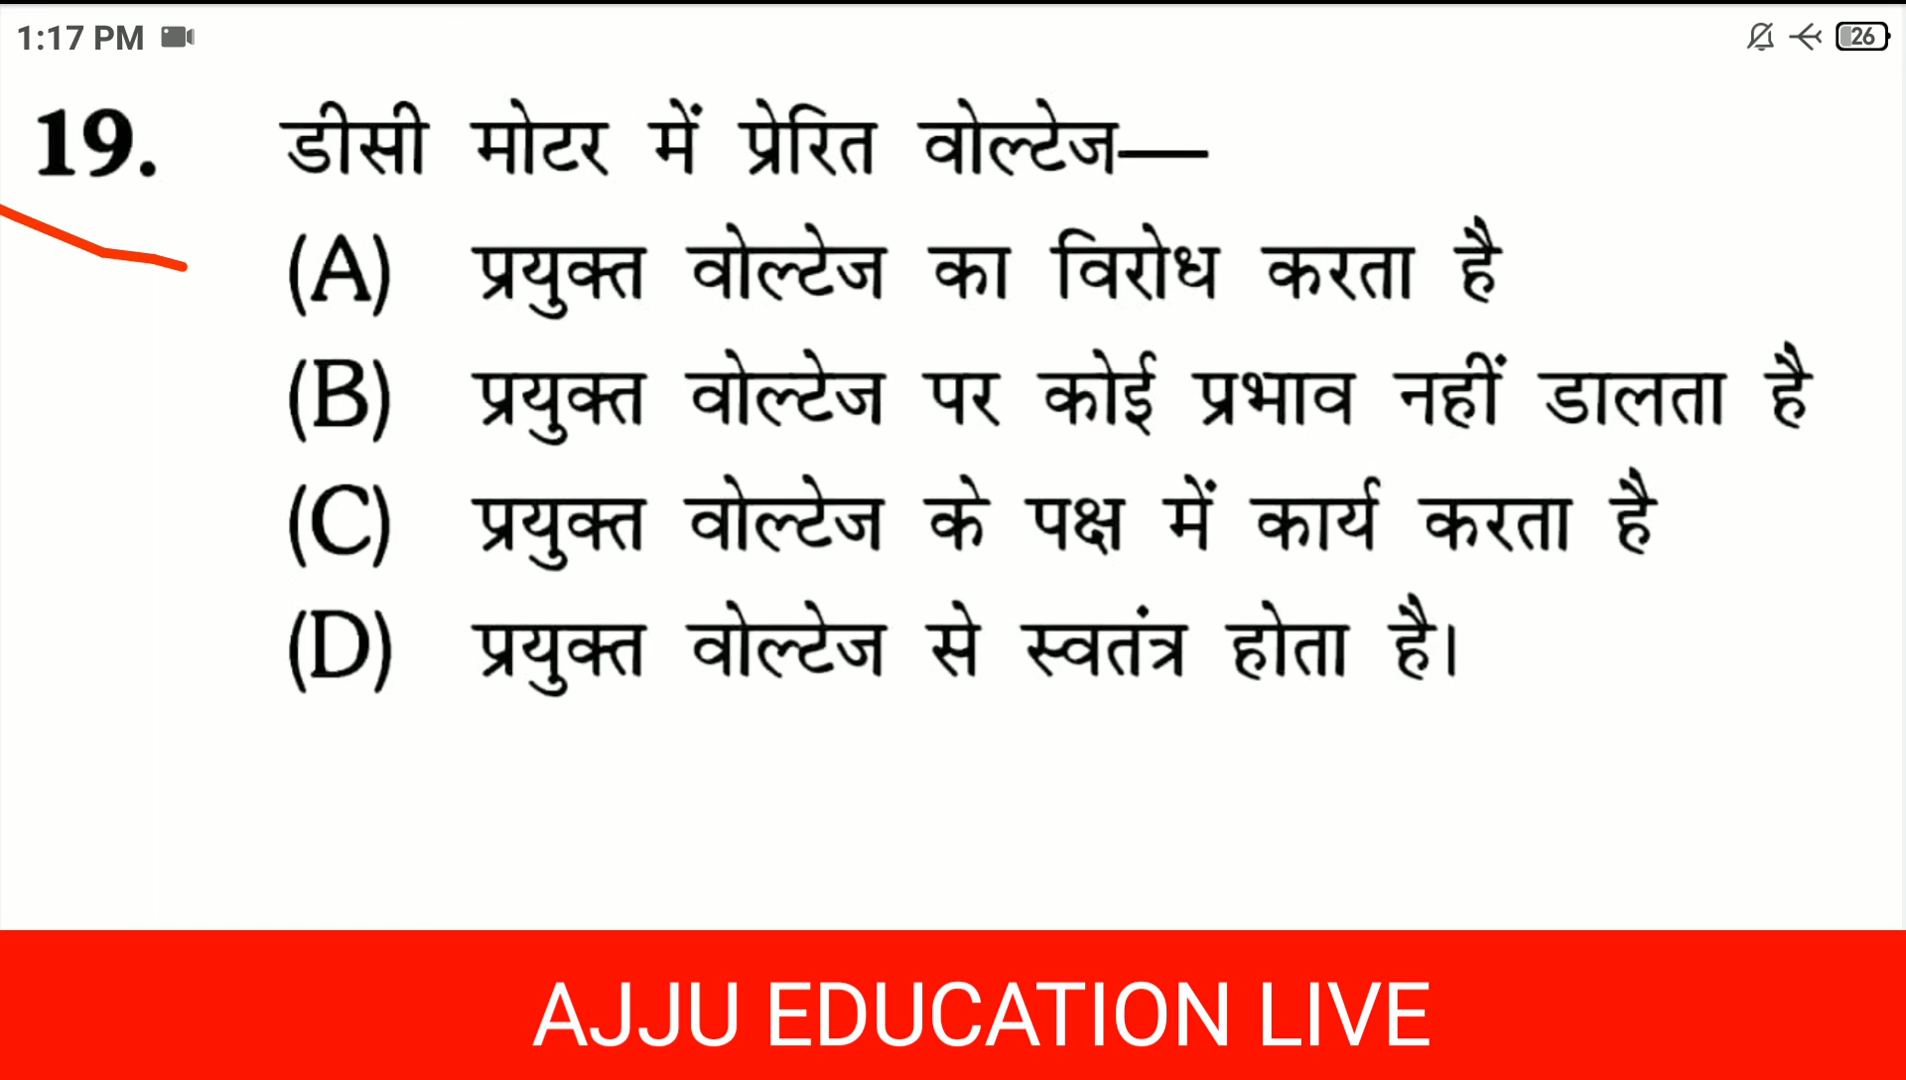 1:17 PM 26
19. डीसी मोटर में प्रेरित वोल्टेज—
(A) प्रयुक्त वोल्टेज का विरोध करता है
(B) प्रयुक्त वोल्टेज पर कोई प्रभाव नहीं डालता है
(C) प्रयुक्त वोल्टेज के पक्ष में कार्य करता है
(D) प्रयुक्त वोल्टेज से स्वतंत्र होता है।
AJJU EDUCATION LIVE